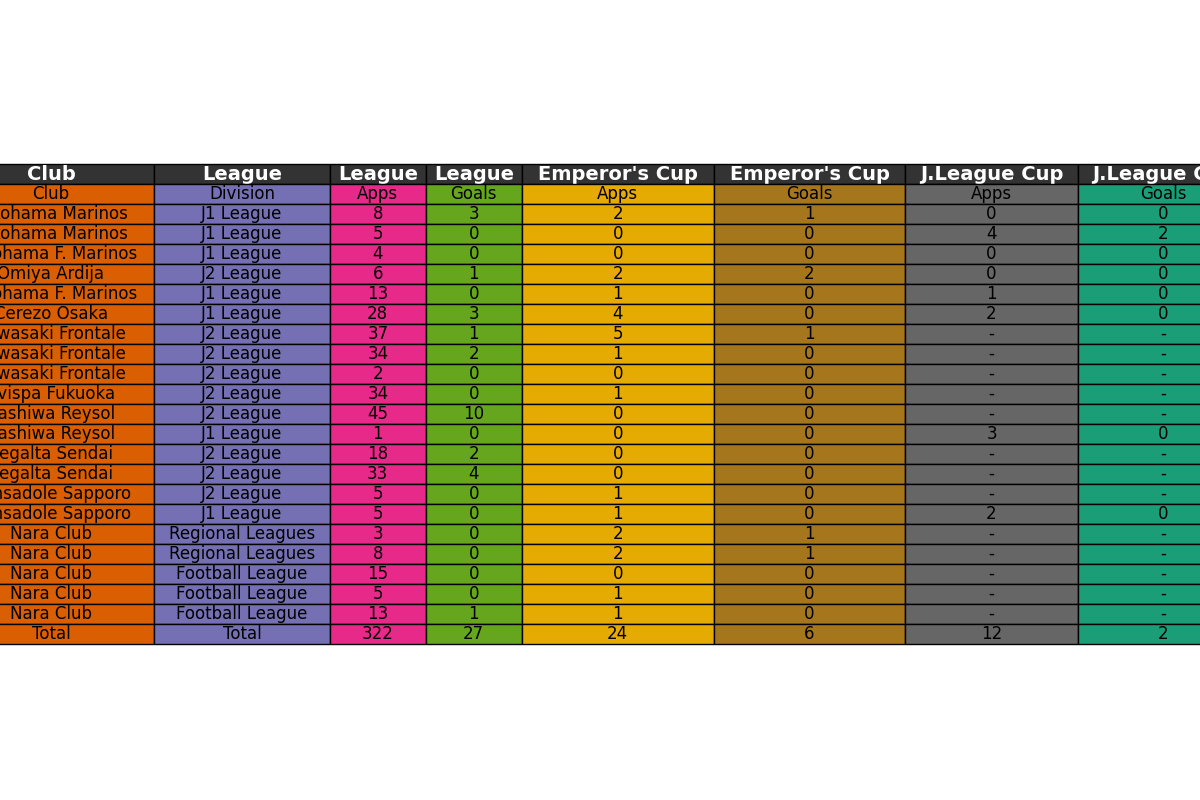 Club League League League Emperor's Cup Emperor's Cup J.League Cup J.League C
Club Division Apps Goals Apps Goals Apps Goals
ohama Marinos J1 League 8 3 2 1 0 0
ohama Marinos J1 League 5 0 0 0 4 2
ohama F. Marinos J1 League 4 0 0 0 0 0
Omiya Ardija J2 League 6 1 2 2 0 0
ohama F. Marinos J1 League 13 0 1 0 1 0
Cerezo Osaka J1 League 28 3 4 0 2 0
wasaki Frontale J2 League 37 1 5 1 - -
wasaki Frontale J2 League 34 2 1 0 - -
wasaki Frontale J2 League 2 0 0 0 - -
vispa Fukuoka J2 League 34 0 1 0 - -
ashiwa Reysol J2 League 45 10 0 0 - -
ashiwa Reysol J1 League 1 0 0 0 3 0
egalta Sendai J2 League 18 2 0 0 - -
egalta Sendai J2 League 33 4 0 0 - -
nsadole Sapporo J2 League 5 0 1 0 - -
nsadole Sapporo J1 League 5 0 1 0 2 0
Nara Club Regional Leagues 3 0 2 1 - -
Nara Club Regional Leagues 8 0 2 1 - -
Nara Club Football League 15 0 0 0 - -
Nara Club Football League 5 0 1 0 - -
Nara Club Football League 13 1 1 0 - -
Total Total 322 27 24 6 12 2